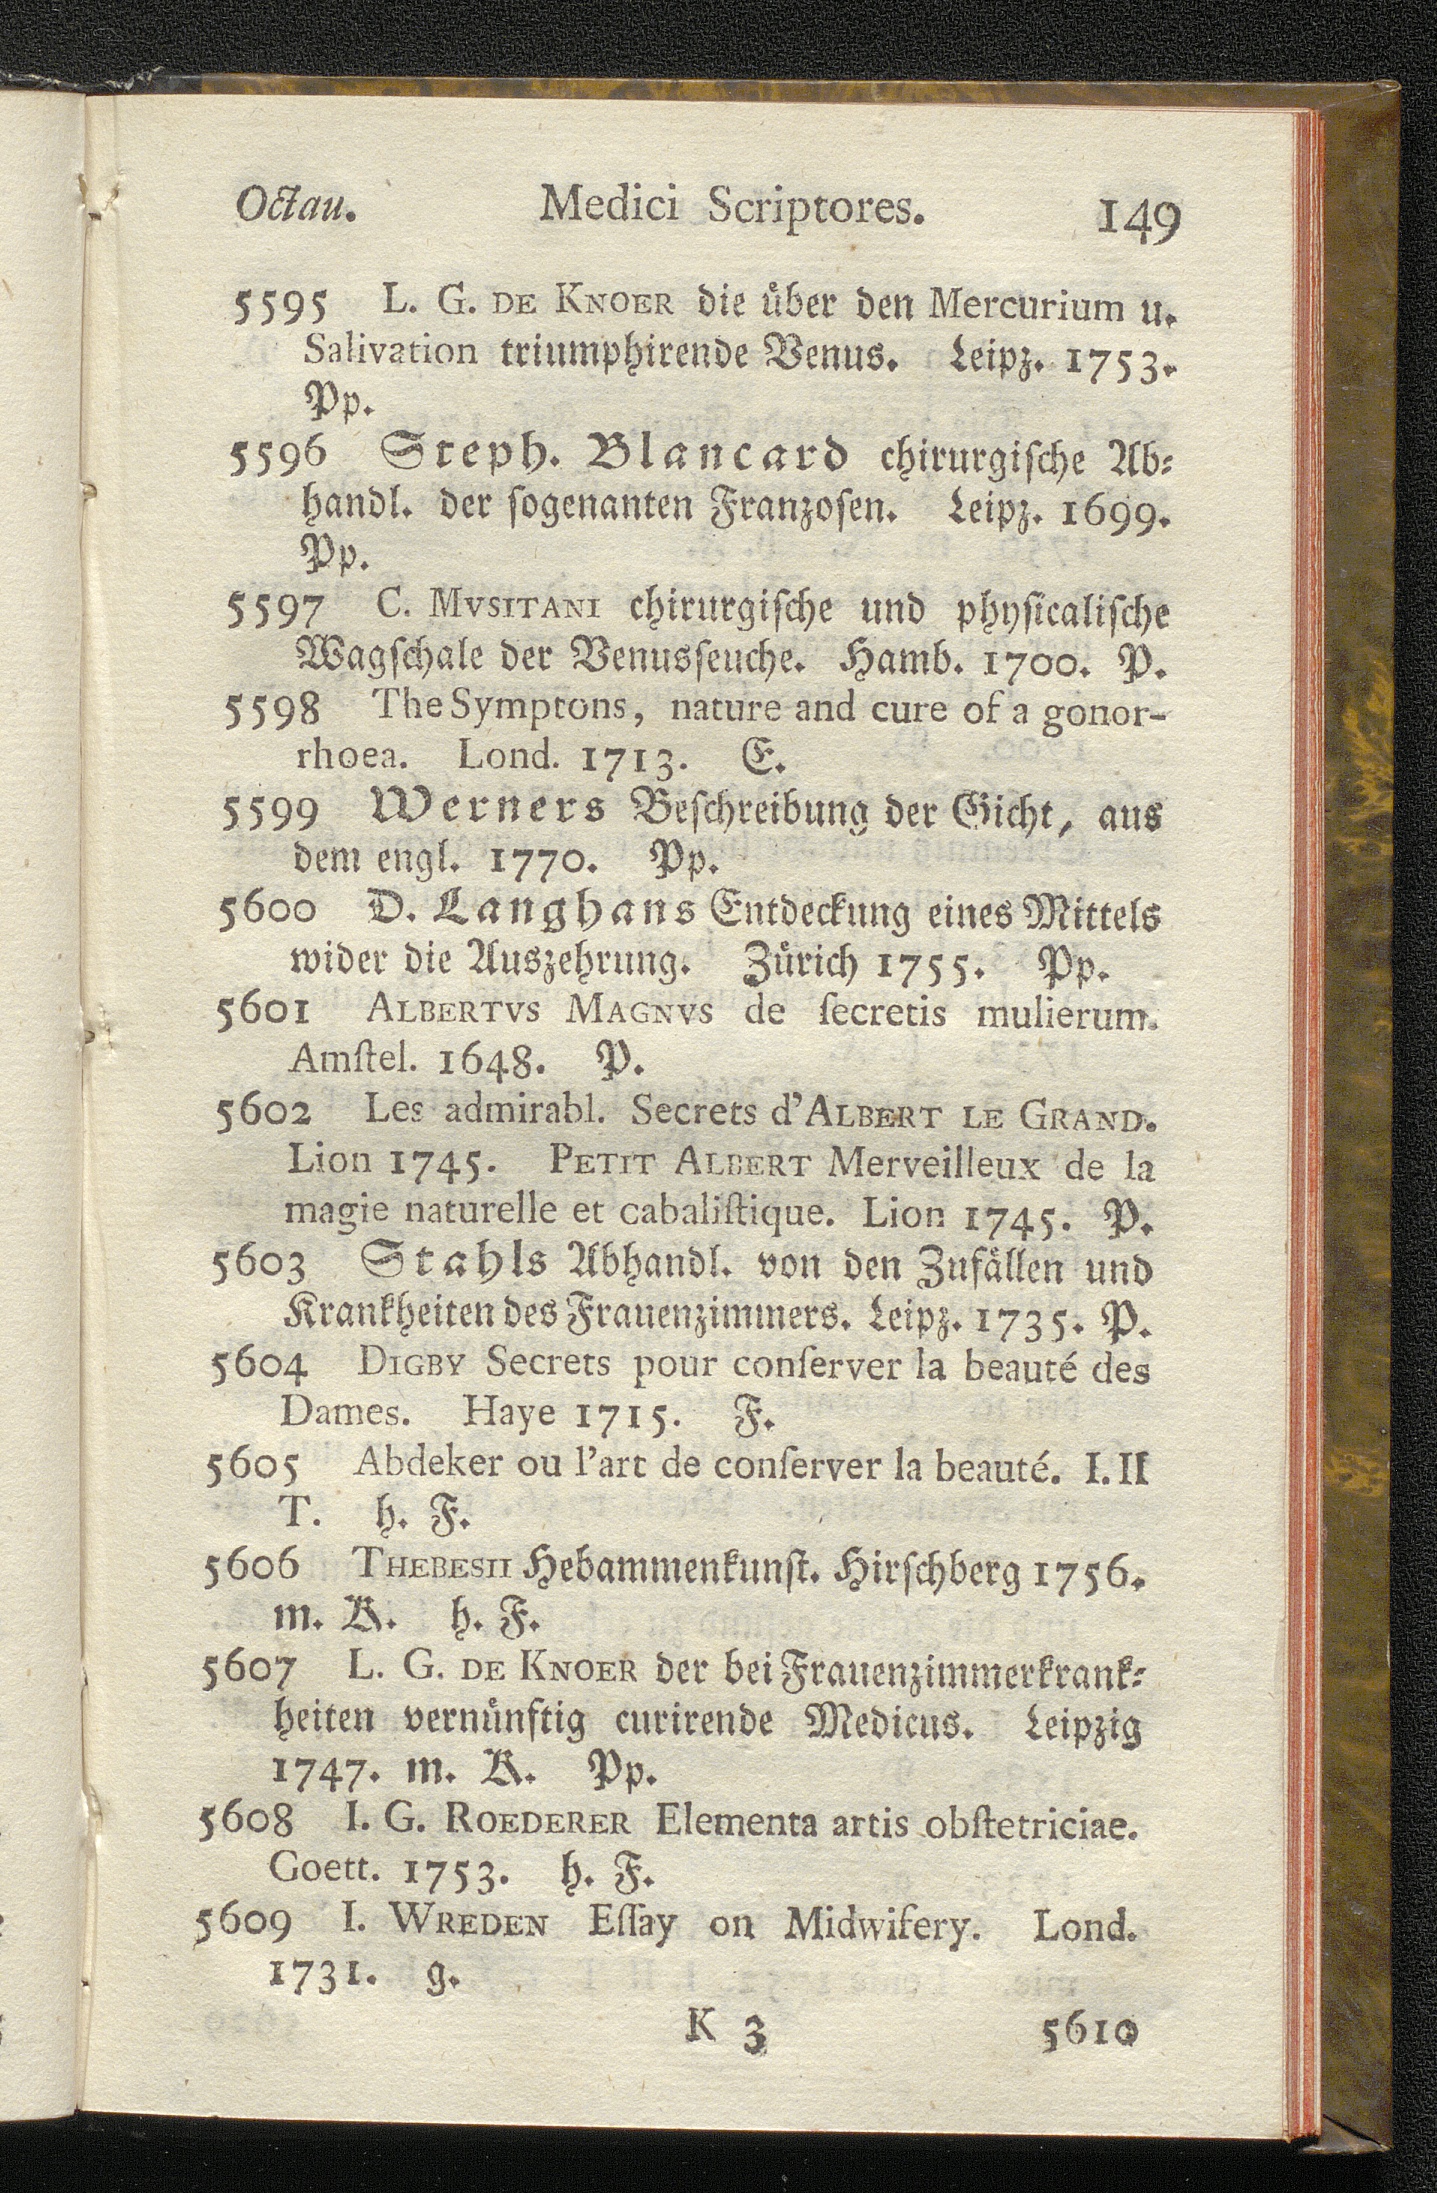 Octau. Medici Scriptores. 149
5595 L. G. DE KNOER die über den Mercurium u.
Salivation triumphirende Venus. Leipz. 1753.
Pp.
5596 Steph. Blancard chirurgiſche Ab⸗
handl. der ſogenanten Franzoſen. Leipz. 1699.
Pp.
5597 C. MVSITANI chirurgiſche und phyſicaliſche
Wagſchale der Venusſeuche. Hamb. 1700. P.
5598 The Symptons, nature and cure of a gonor-
rhoea. Lond. 1713. E.
5599 Werners Beſchreibung der Gicht, aus
dem engl. 1770. Pp.
5600 D. Langhans Entdeckung eines Mittels
wider die Auszehrung. Zürich 1755. Pp.
5601 ALBERTVS MAGNVS de ſecretis mulierum.
Amſtel. 1648. P.
5602 Les admirabl. Secrets d'ALBERT LE GRAND.
Lion 1745. PETIT ALBERT Merveilleux de la
magie naturelle et cabaliſtique. Lion 1745. P.
5603 Stahls Abhandl. von den Zufällen und
Krankheiten des Frauenzimmers. Leipz. 1735. P.
5604 DIGBY Secrets pour conſerver la beauté des
Dames. Haye 1715. F.
5605 Abdeker ou l'art de conſerver la beauté. I. II
T. h. F.
5606 THEBESII Hebammenkunſt. Hirſchberg 1756.
m. K. h. F.
5607 L. G. DE KNOER der bei Frauenzimmerkrank⸗
heiten vernünftig curirende Medicus. Leipzig
1747. m. K. Pp.
5608 I. G. ROEDERER Elementa artis obſtetriciae.
Goett. 1753. h. F.
5609 I. WREDEN Eſſay on Midwifery. Lond.
1731. g.
K 3 5610